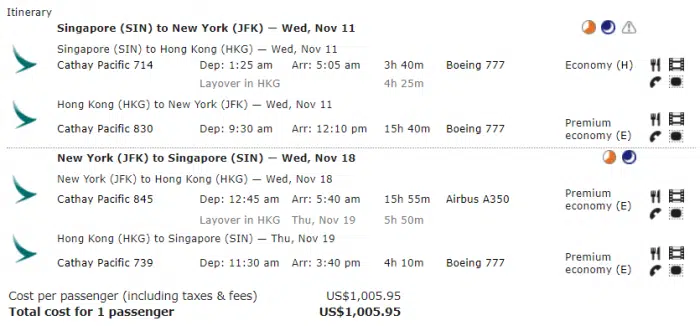 Itinerary
Singapore (SIN) to New York (JFK) — Wed, Nov 11
Singapore (SIN) to Hong Kong (HKG) — Wed, Nov 11
Cathay Pacific 714 Dep: 1:25 am Arr: 5:05 am 3h 40m Boeing 777 Economy (H)
Layover in HKG 4h 25m
Hong Kong (HKG) to New York (JFK) — Wed, Nov 11
Cathay Pacific 830 Dep: 9:30 am Arr: 12:10 pm 15h 40m Boeing 777 Premium
economy (E)
New York (JFK) to Singapore (SIN) — Wed, Nov 18
New York (JFK) to Hong Kong (HKG) — Wed, Nov 18
Cathay Pacific 845 Dep: 12:45 am Arr: 5:40 am 15h 55m Airbus A350 Premium
economy (E)
Layover in HKG Thu, Nov 19 5h 50m
Hong Kong (HKG) to Singapore (SIN) — Thu, Nov 19
Cathay Pacific 739 Dep: 11:30 am Arr: 3:40 pm 4h 10m Boeing 777 Premium
economy (E)
Cost per passenger (including taxes & fees) US$1,005.95
Total cost for 1 passenger US$1,005.95